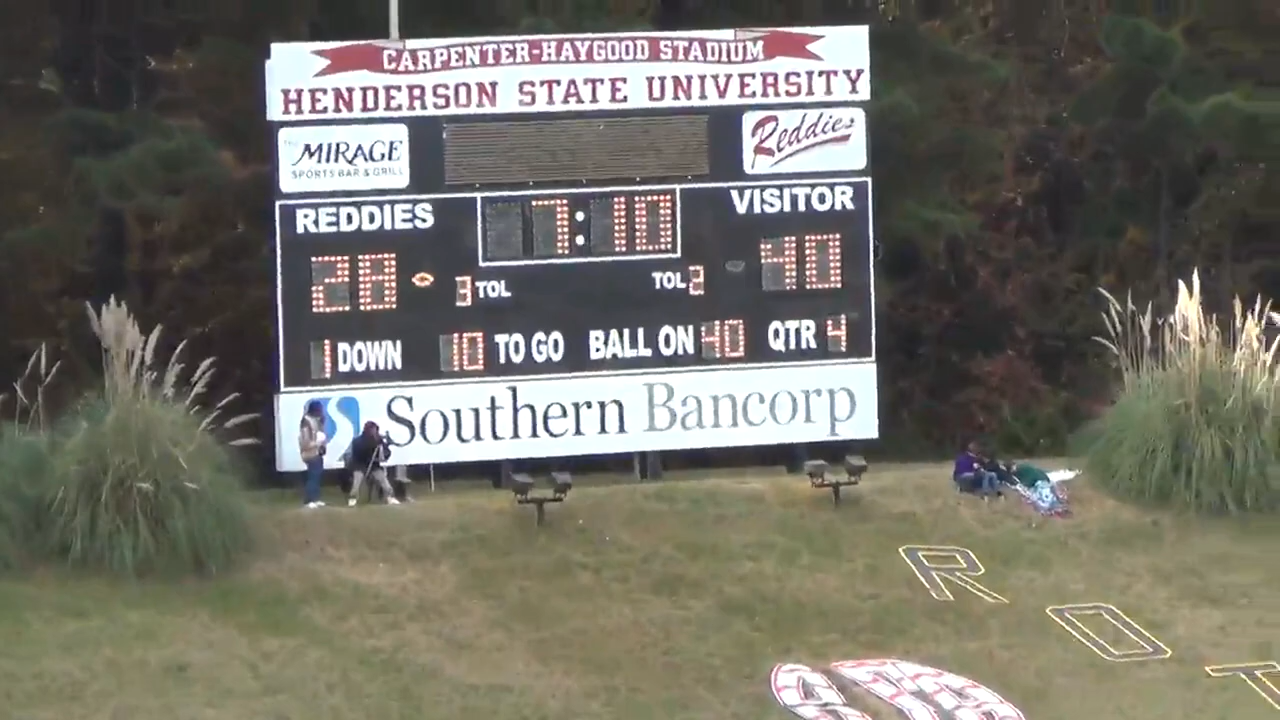 CARPENTER-HAYGOOD STADIUM
HENDERSON STATE UNIVERSITY
THE MIRAGE
SPORTS BAR & GRILL
Reddies
REDDIES
7:10
VISITOR
28
3 TOL
TOL 2
40
1 DOWN
10 TO GO
BALL ON 40
QTR 4
Southern Bancorp
R O T